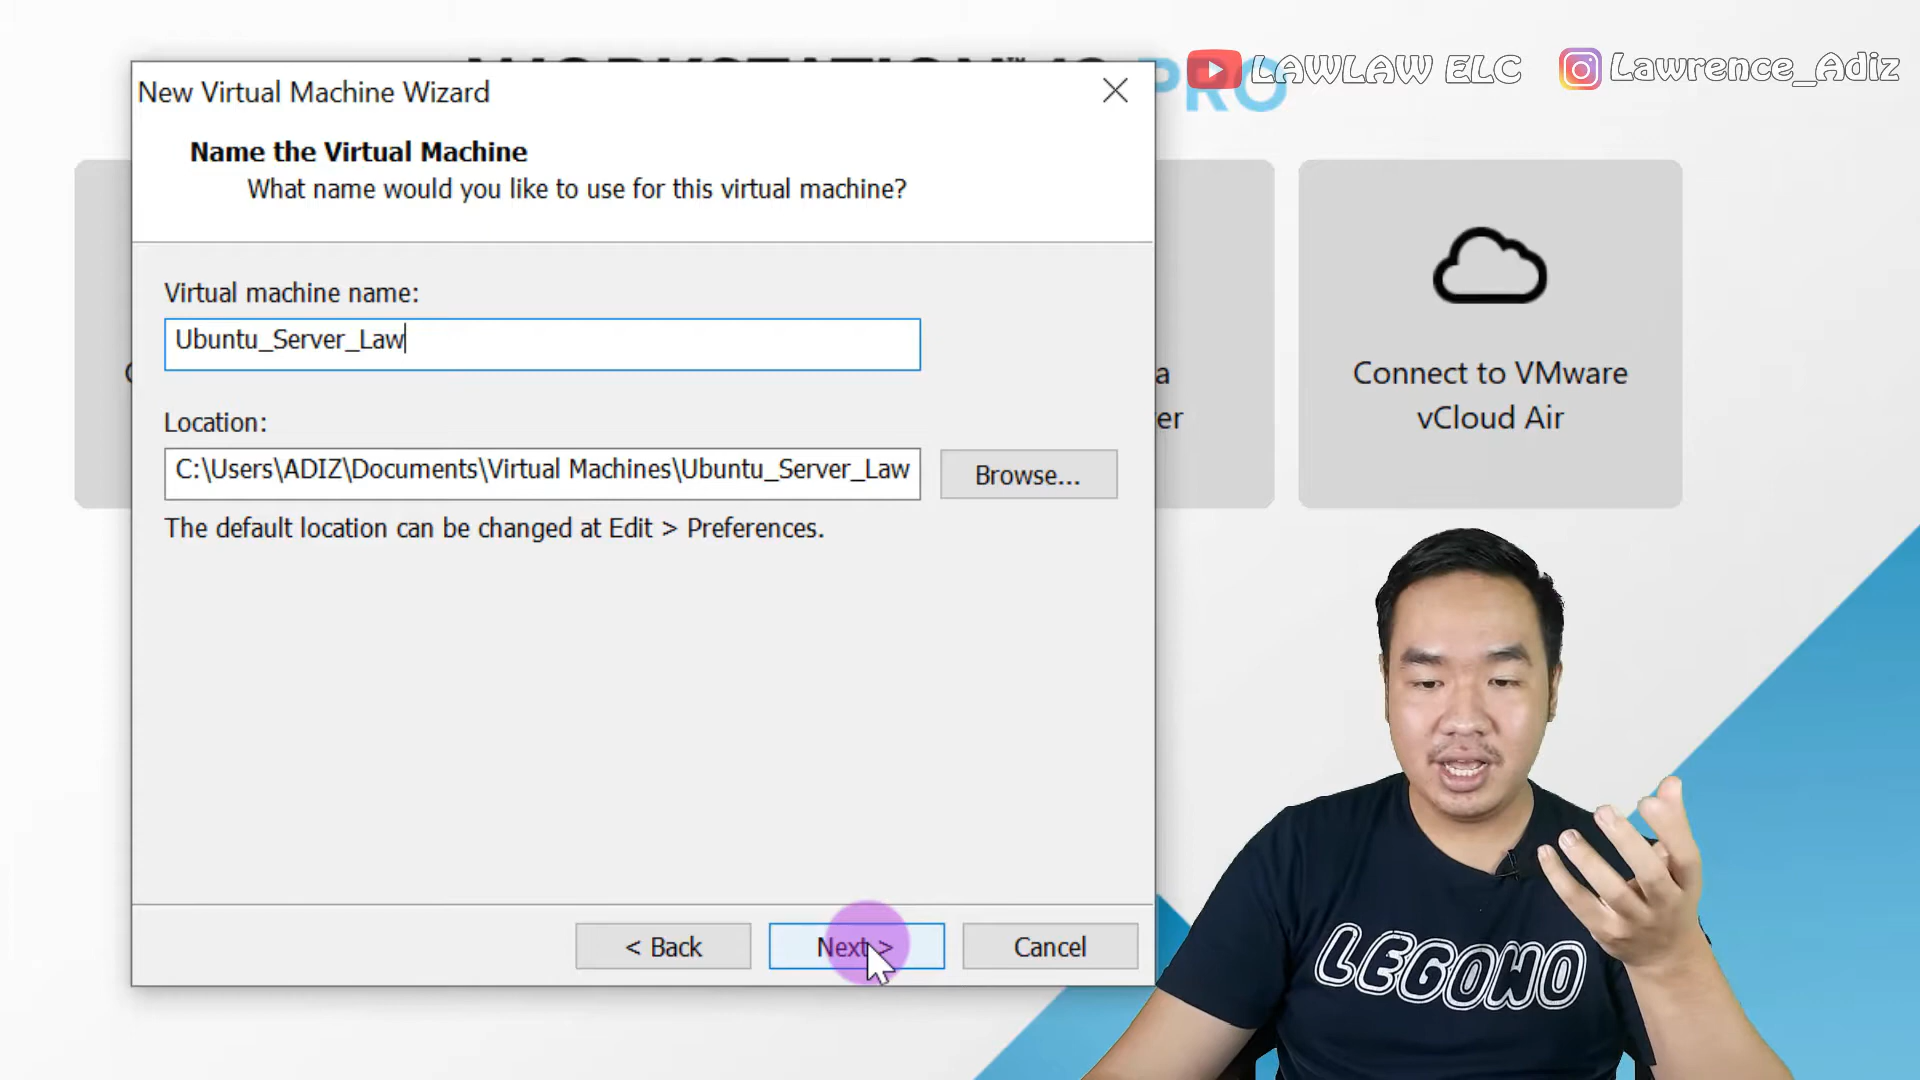 PRO
LAWLAW ELC
Lawrence_Adiz
New Virtual Machine Wizard
Name the Virtual Machine
What name would you like to use for this virtual machine?
Virtual machine name:
Ubuntu_Server_Law
Location:
C:\Users\ADIZ\Documents\Virtual Machines\Ubuntu_Server_Law
Browse...
The default location can be changed at Edit > Preferences.
a
er
Connect to VMware
vCloud Air
< Back
Next >
Cancel
LEGOWO